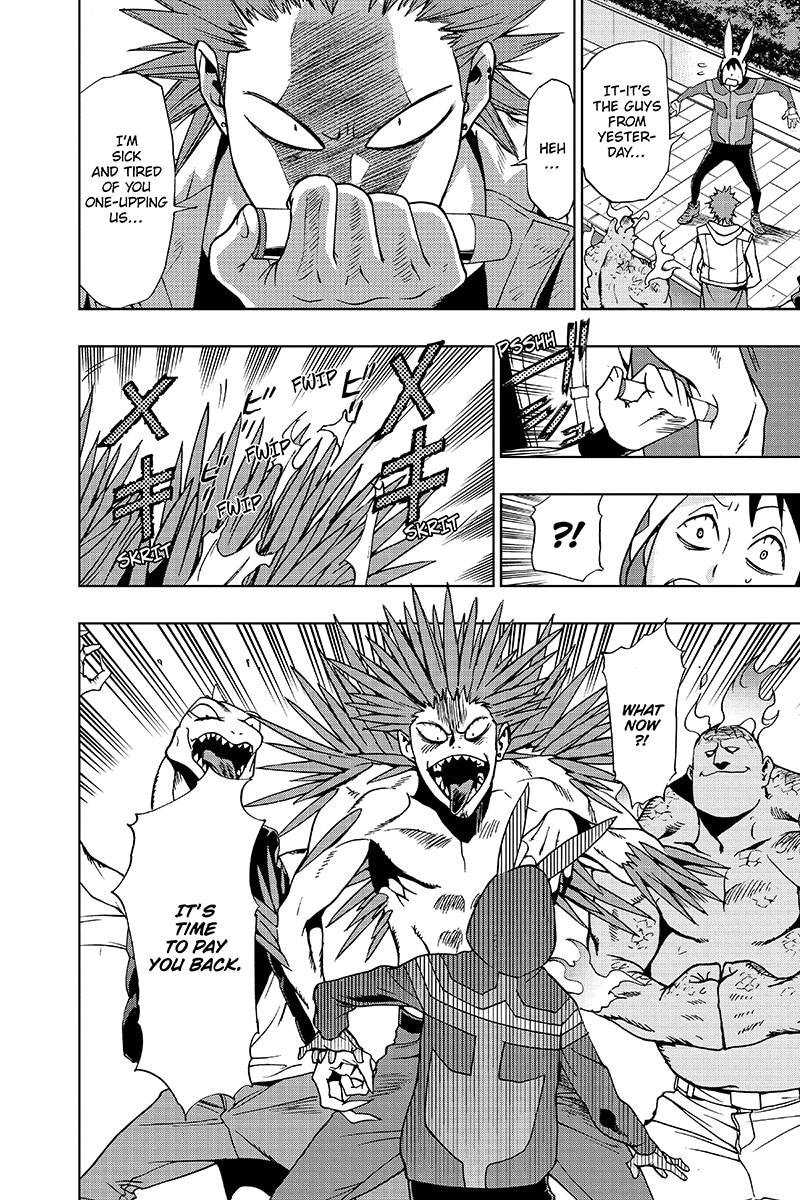 IT-IT'S
THE GUYS
FROM
YESTER-
DAY...
HEH
...
I'M
SICK
AND TIRED
OF YOU
ONE-UPPING
US...
PSSHH
?!
FWIP
ビ
FWIP
ビ
FWIP
メ
キ
SKRIT
メ
キ
SKRIT
WHAT
NOW
?!
IT'S
TIME
TO PAY
YOU BACK.